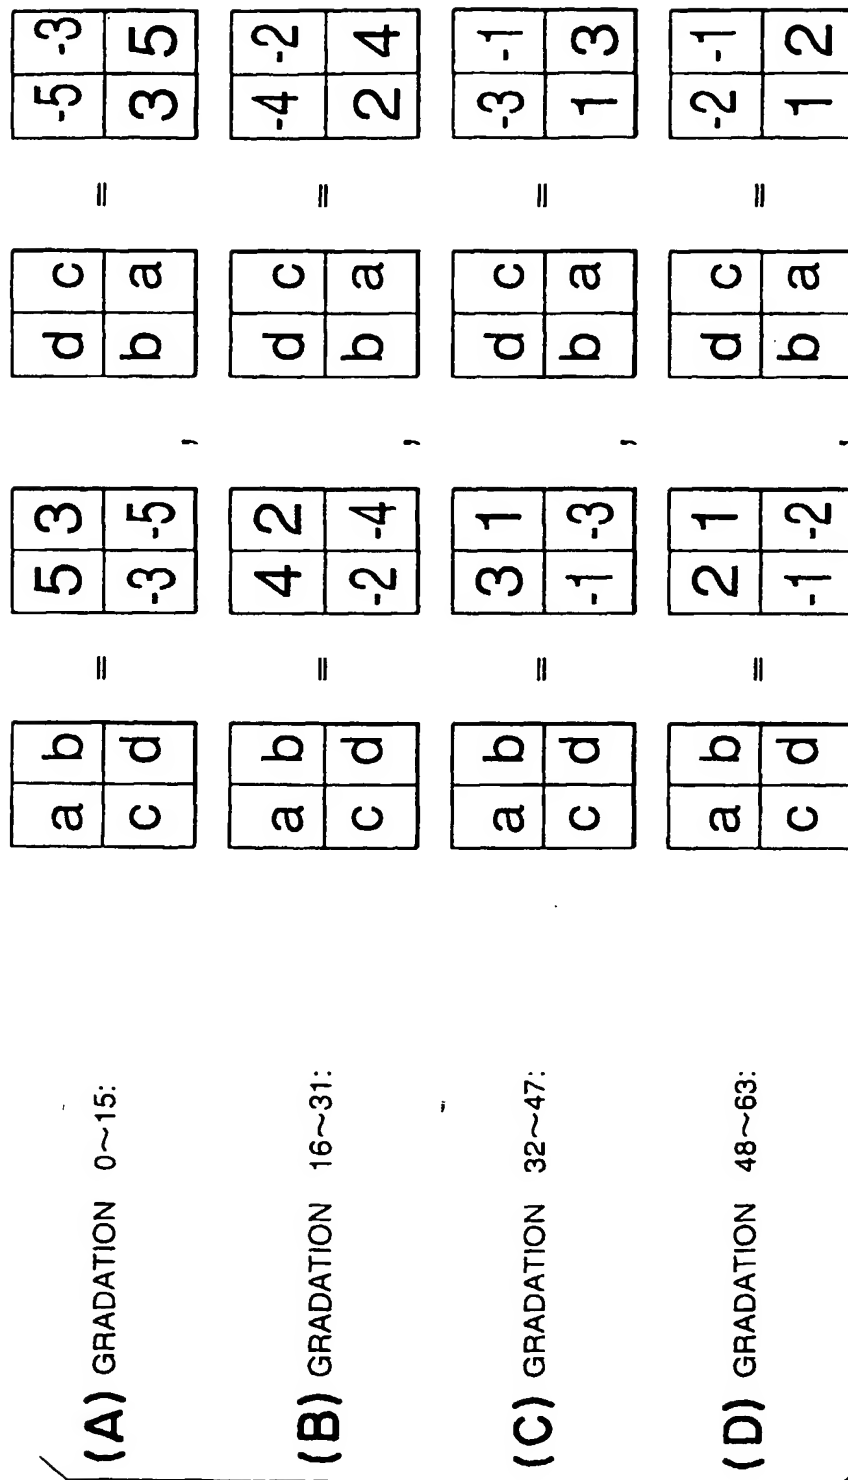 a b d c
5 3 -5 -3
(A) GRADATION 0~15: = , =
c d -3 -5 b a 3 5
a b 4 2 d c -4 -2
(B) GRADATION 16~31: = , =
c d -2 -4 b a 2 4
a b 3 1 d c -3 -1
(C) GRADATION 32~47: = , =
c d -1 -3 b a 1 3
a b 2 1 d c -2 -1
(D) GRADATION 48~63: = , =
c d -1 -2 b a 1 2